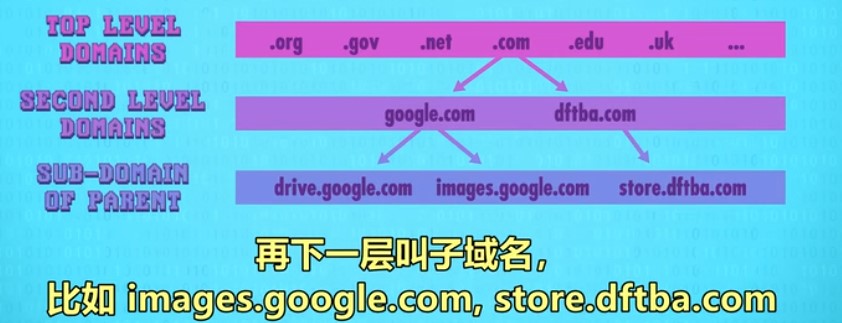 TOP LEVEL
DOMAINS
.org .gov .net .com .edu .uk ...
SECOND LEVEL
DOMAINS
google.com dftba.com
SUB-DOMAIN
OF PARENT
drive.google.com images.google.com store.dftba.com
再下一层叫子域名，
比如 images.google.com, store.dftba.com